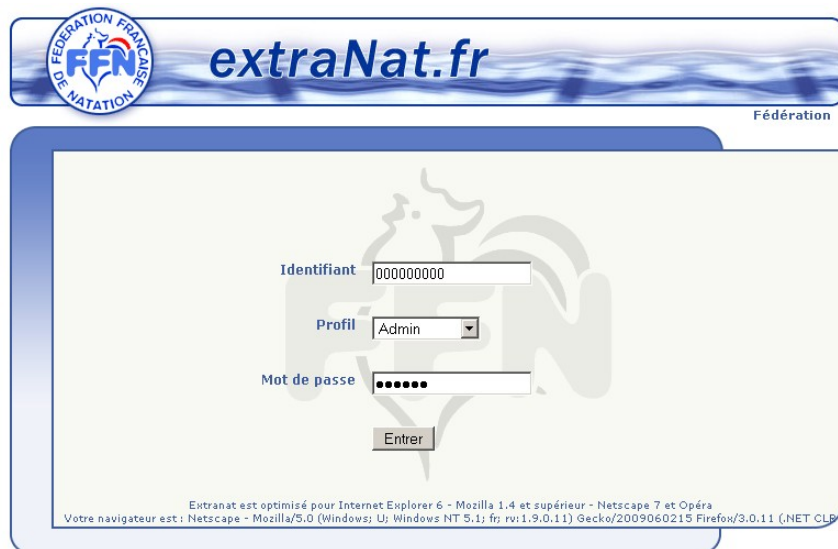 FEDERATION FRANCAISE
DE NATATION
FFN
extraNat.fr
Fédération
FFN
Identifiant
000000000
Profil
Admin
Mot de passe
●●●●●●
Entrer
Extranat est optimisé pour Internet Explorer 6 - Mozilla 1.4 et supérieur - Netscape 7 et Opéra
Votre navigateur est : Netscape - Mozilla/5.0 (Windows; U; Windows NT 5.1; fr; rv:1.9.0.11) Gecko/2009060215 Firefox/3.0.11 (.NET CLR